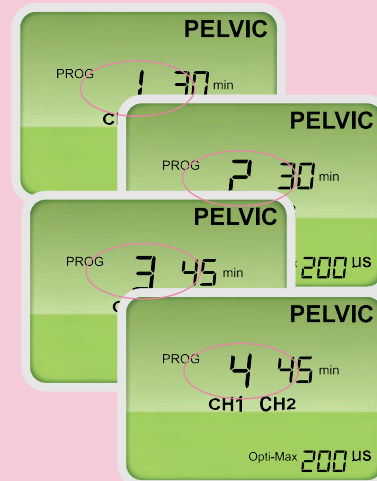 PELVIC
PROG 1 30 min
PELVIC
PROG 2 30 min
200 µs
PELVIC
PROG 3 45 min
PELVIC
PROG 4 45 min
CH1 CH2
Opti-Max 200 µs